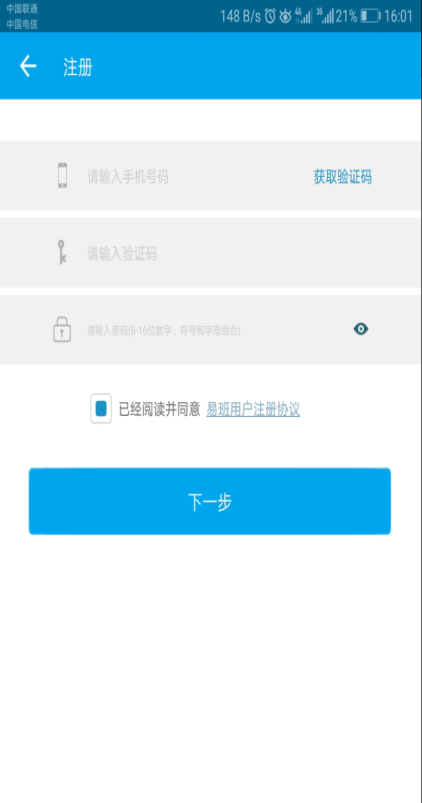 中国联通
中国电信
148 B/s 4G 3G 21% 16:01
注册
请输入手机号码 获取验证码
请输入验证码
请输入密码(6-16位数字，符号和字母组合)
已经阅读并同意 易班用户注册协议
下一步